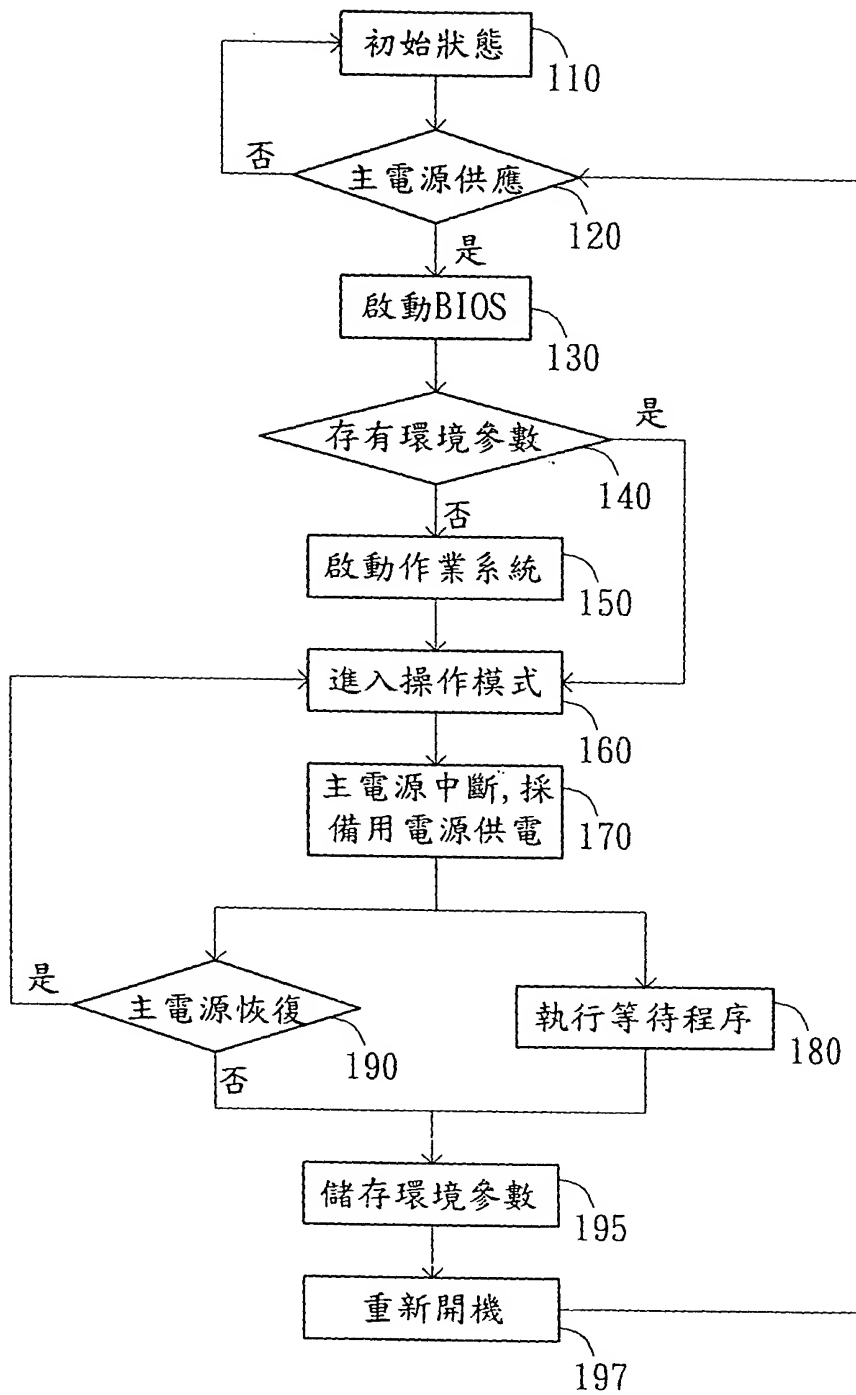 初始狀態
110
否
主電源供應
120
是
啟動BIOS
130
存有環境參數
是
140
否
啟動作業系統
150
進入操作模式
160
主電源中斷,採
備用電源供電
170
是
主電源恢復
190
否
執行等待程序
180
儲存環境參數
195
重新開機
197